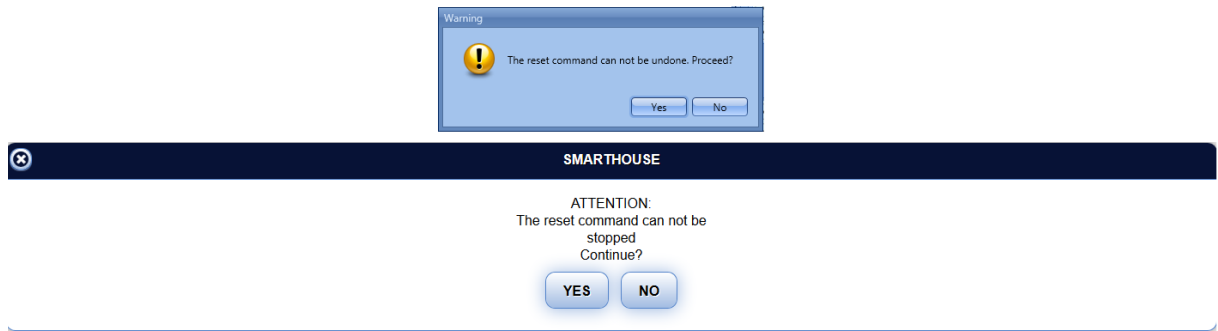 Warning
The reset command can not be undone. Proceed?
Yes No
SMARTHOUSE
ATTENTION:
The reset command can not be
stopped
Continue?
YES NO